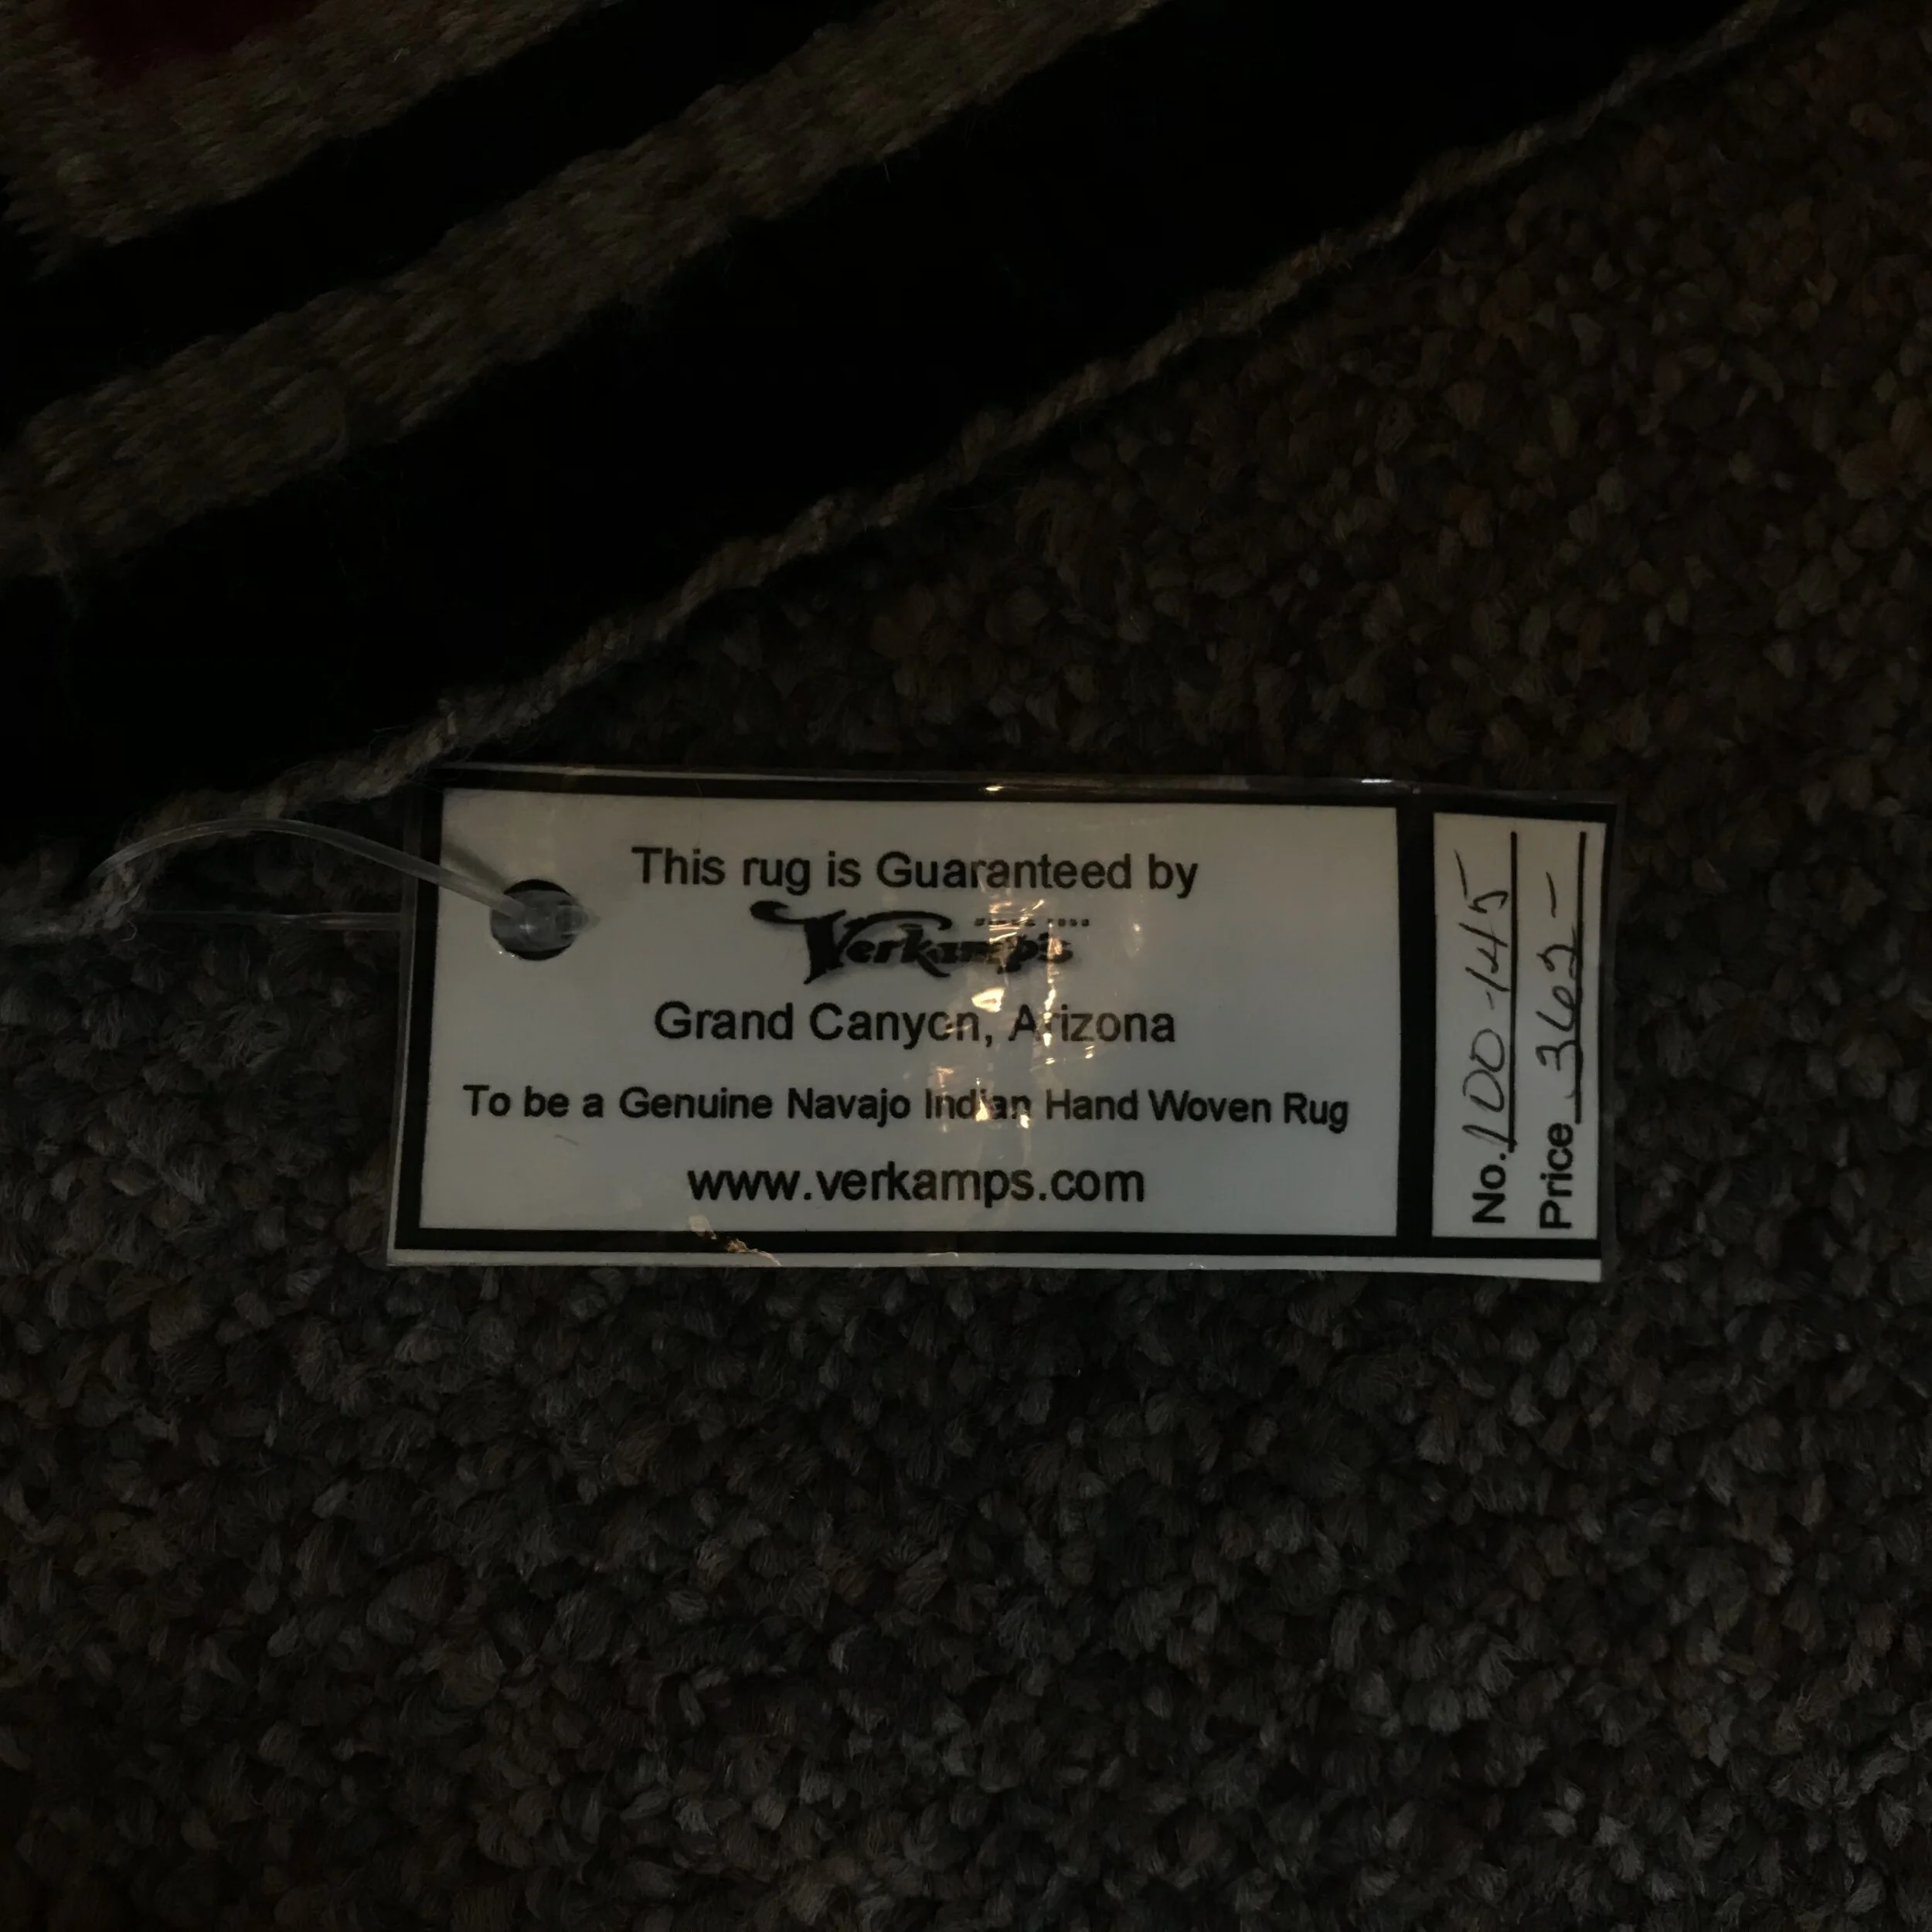 This rug is Guaranteed by
Verkamp's
Grand Canyon, Arizona
To be a Genuine Navajo Indian Hand Woven Rug
www.verkamps.com
No. 100-145
Price 362-